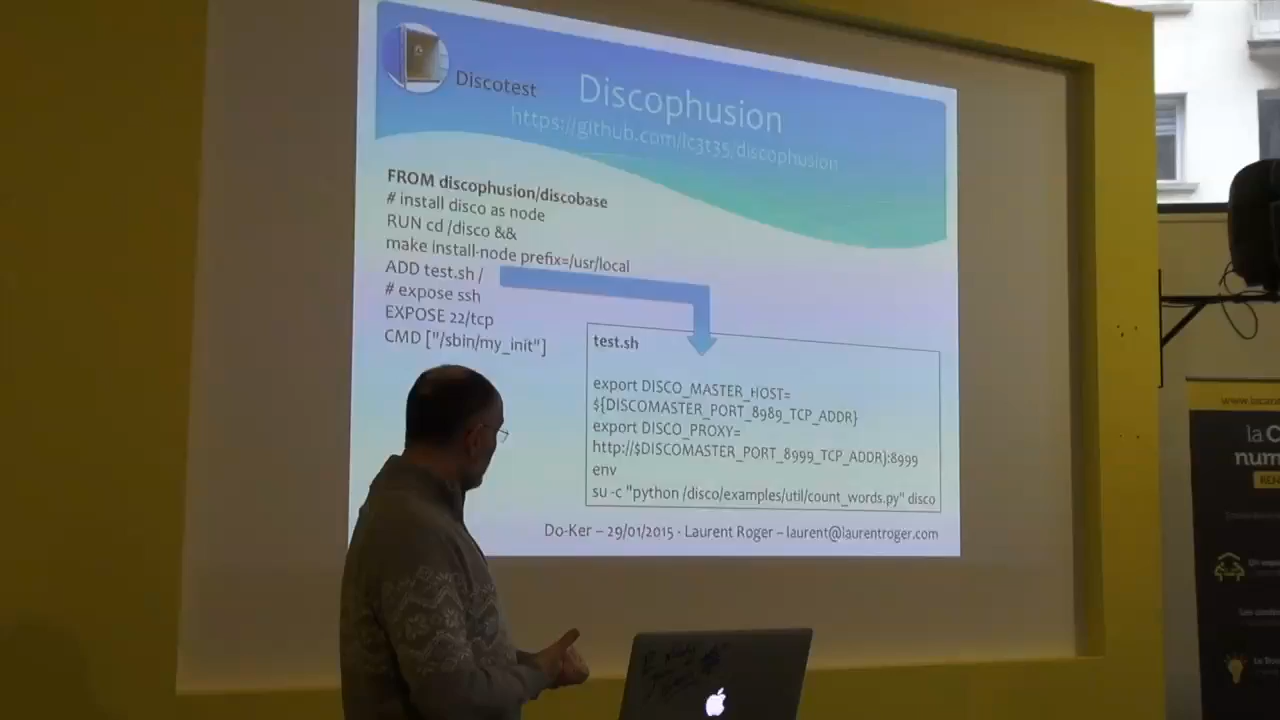 Discotest
Discophusion
https://github.com/lc3t35/discophusion
FROM discophusion/discobase
# install disco as node
RUN cd /disco &&
make install-node prefix=/usr/local
ADD test.sh /
# expose ssh
EXPOSE 22/tcp
CMD ["/sbin/my_init"]
test.sh
export DISCO_MASTER_HOST=
${DISCOMASTER_PORT_8989_TCP_ADDR}
export DISCO_PROXY=
http://$DISCOMASTER_PORT_8999_TCP_ADDR}:8999
env
su -c "python /disco/examples/util/count_words.py" disco
Do-Ker – 29/01/2015 - Laurent Roger – laurent@laurentroger.com
la